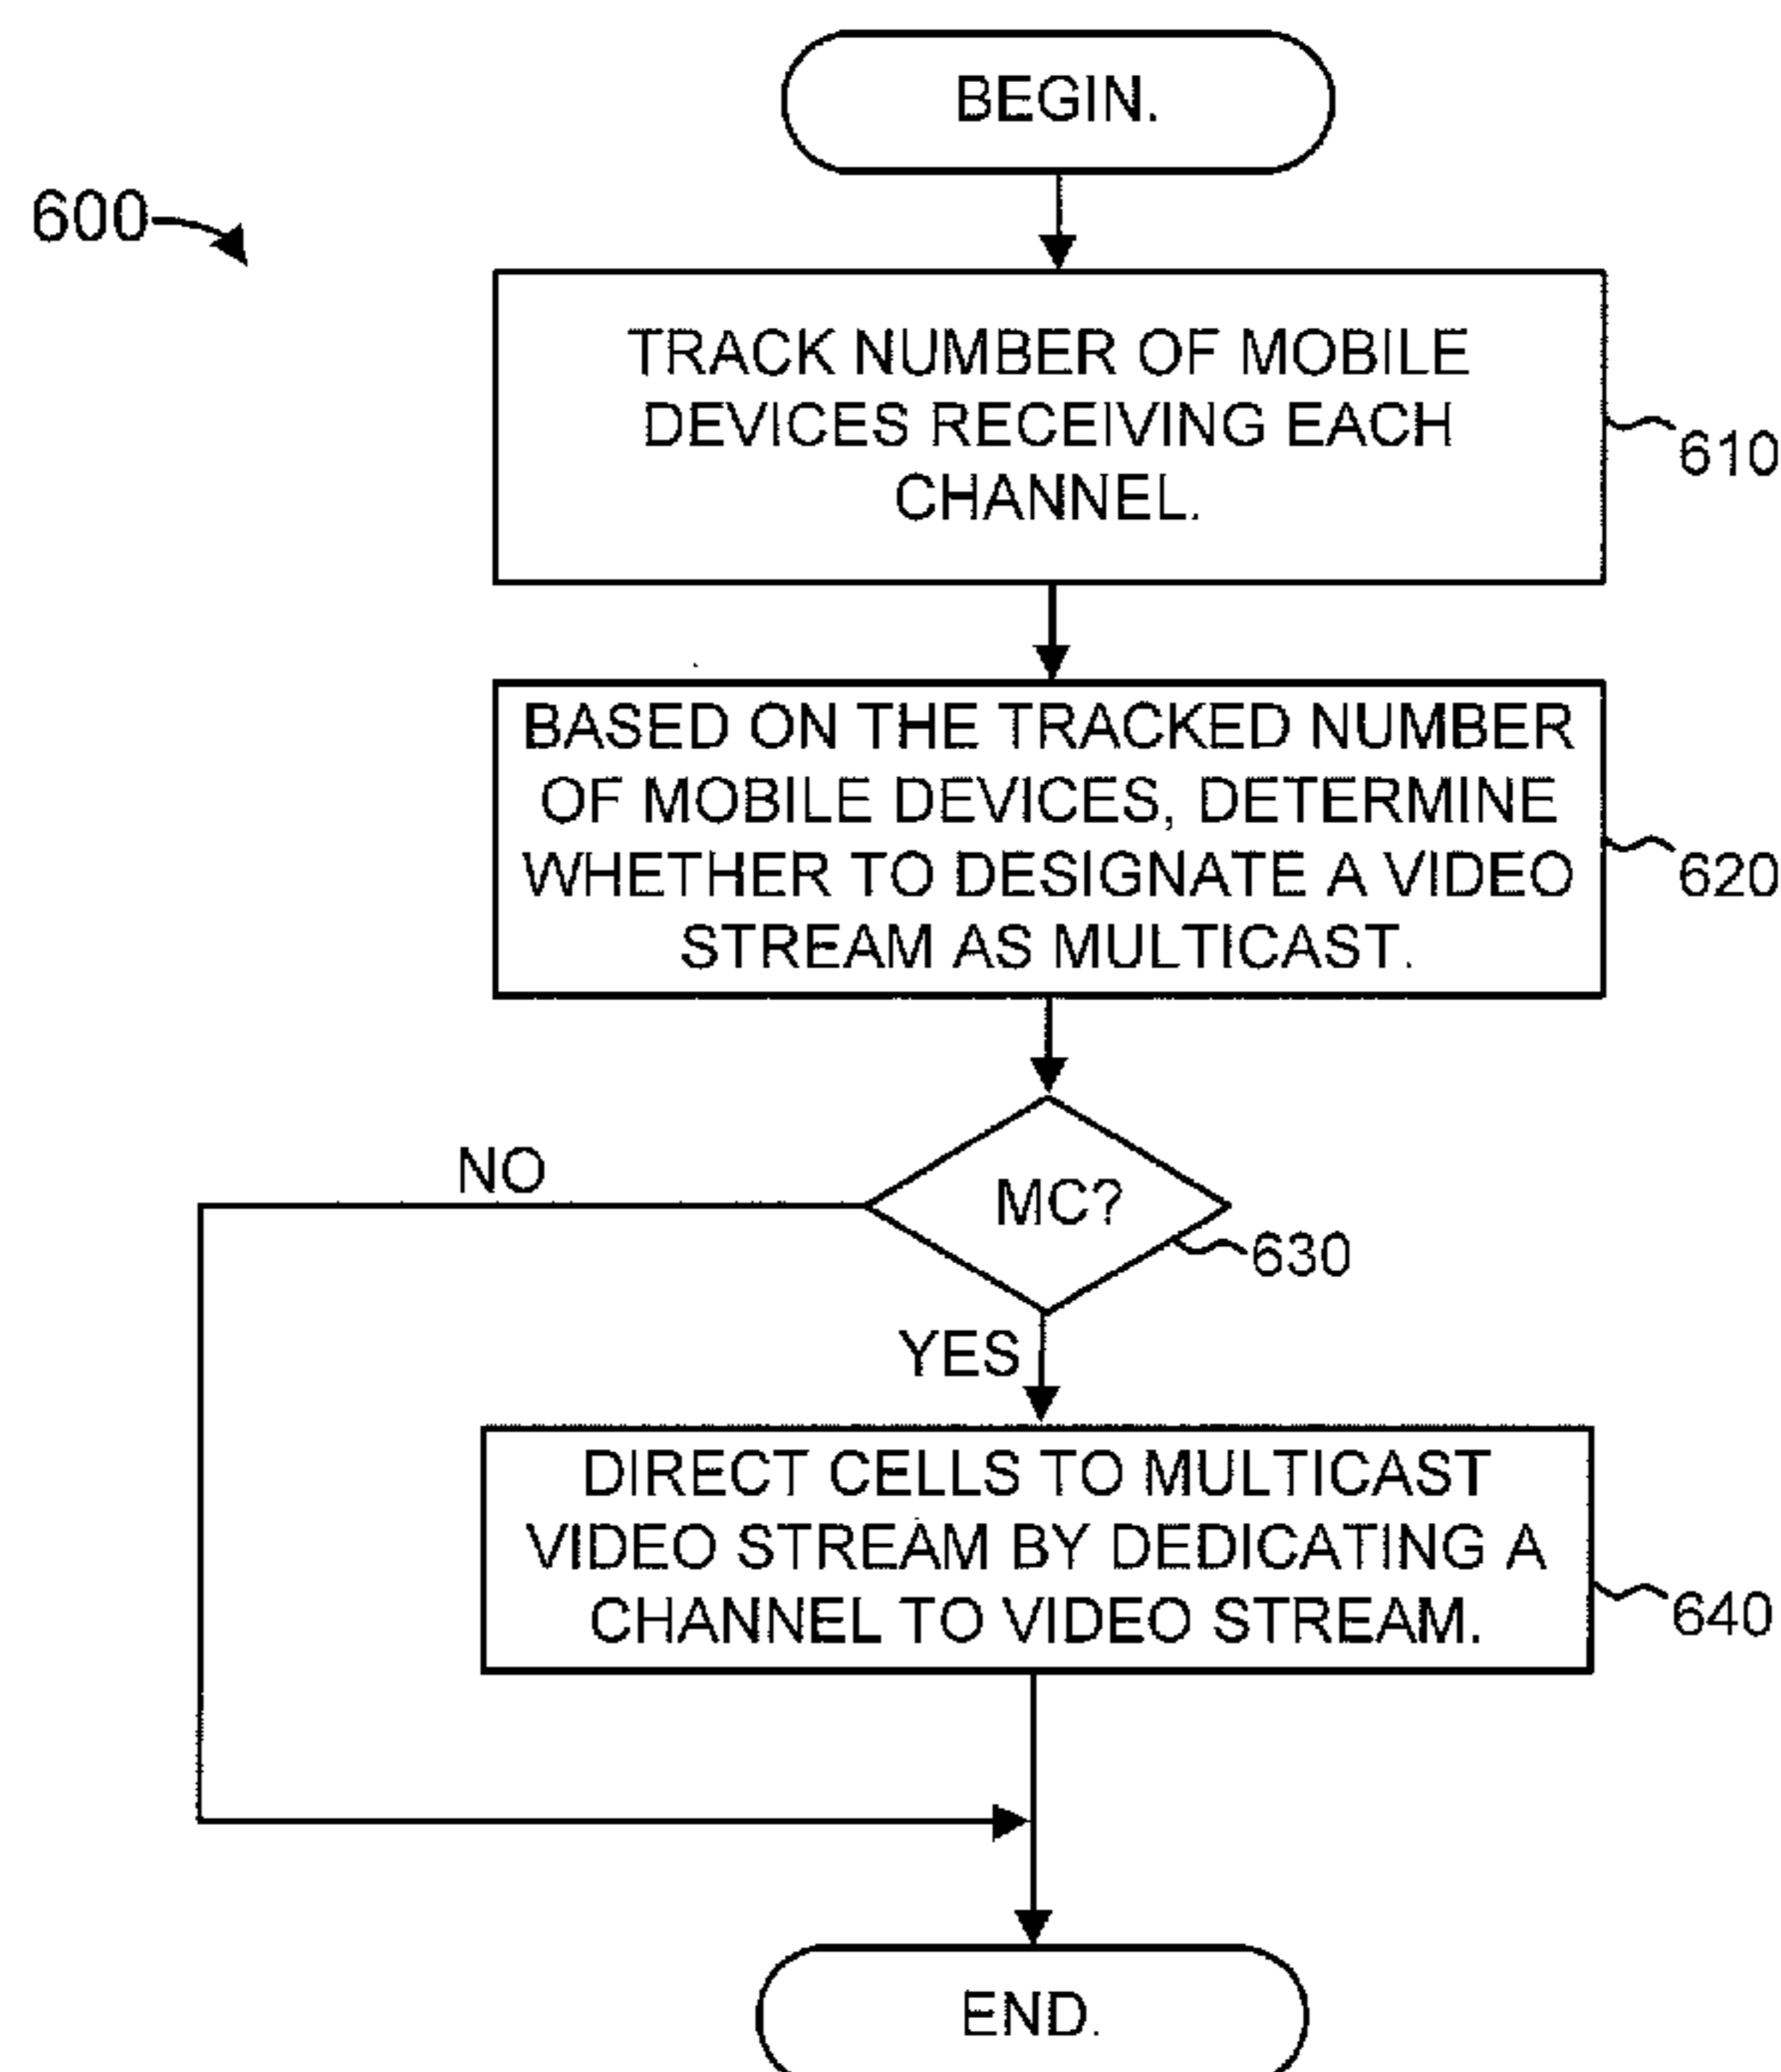 BEGIN.
600
TRACK NUMBER OF MOBILE
DEVICES RECEIVING EACH
CHANNEL.
610
BASED ON THE TRACKED NUMBER
OF MOBILE DEVICES, DETERMINE
WHETHER TO DESIGNATE A VIDEO
STREAM AS MULTICAST.
620
NO
MC?
630
YES
DIRECT CELLS TO MULTICAST
VIDEO STREAM BY DEDICATING A
CHANNEL TO VIDEO STREAM.
640
END.